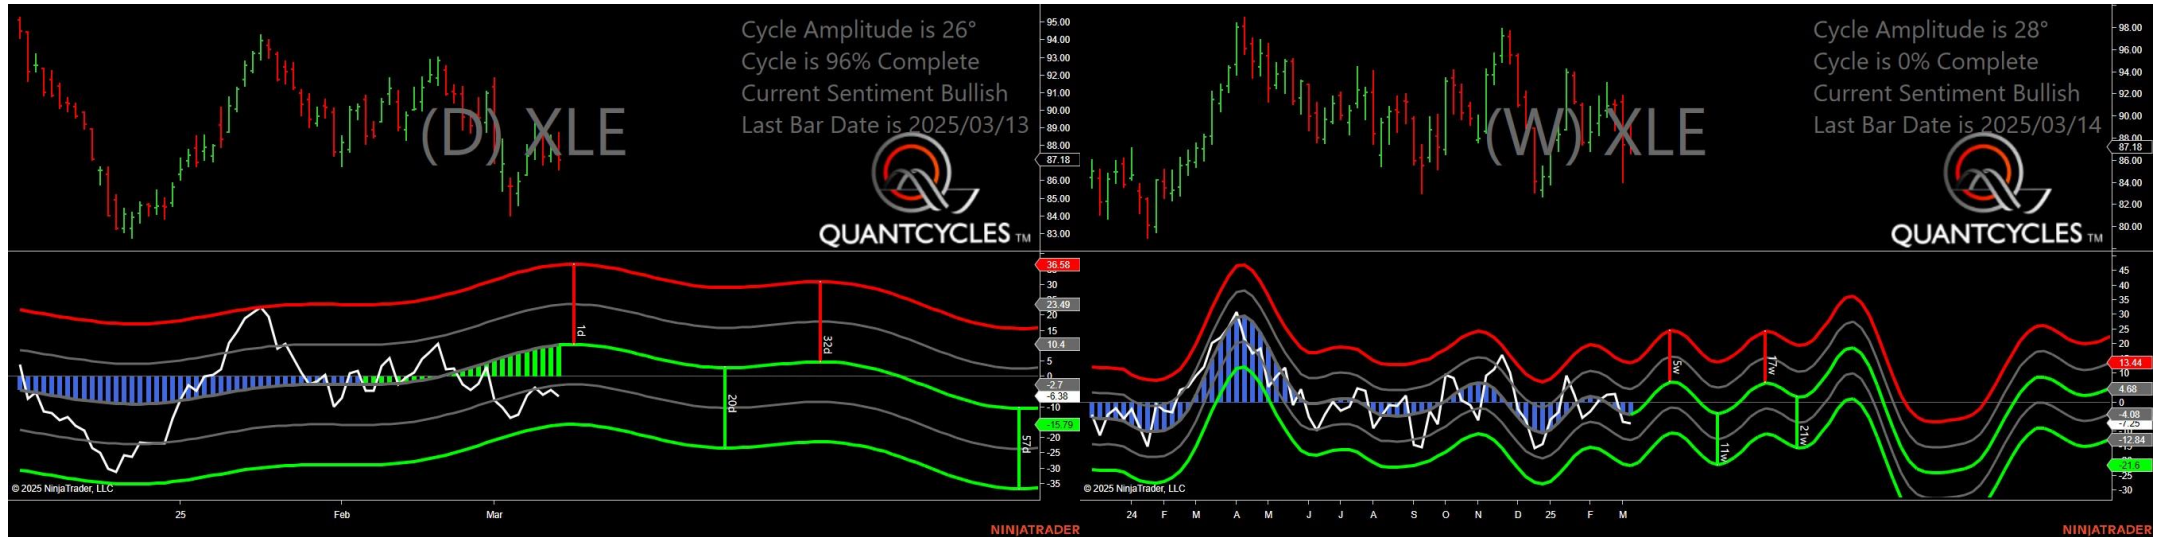 Cycle Amplitude is 26°
Cycle is 96% Complete
Current Sentiment Bullish
Last Bar Date is 2025/03/13
(D) XLE
QUANTCYCLES TM
95.00
94.00
93.00
92.00
91.00
90.00
89.00
88.00
87.18
86.00
85.00
84.00
83.00
36.58
30
23.49
20
15
10.4
5
0
-2.7
-6.38
-10
-15.79
-20
-25
-30
-35
1d
20d
32d
57d
© 2025 NinjaTrader, LLC
25
Feb
Mar
NINJATRADER
Cycle Amplitude is 28°
Cycle is 0% Complete
Current Sentiment Bullish
Last Bar Date is 2025/03/14
(W) XLE
QUANTCYCLES TM
98.00
96.00
94.00
92.00
90.00
88.00
87.18
86.00
84.00
82.00
80.00
45
40
35
30
25
20
13.44
10
4.68
0
-4.08
-7.25
-12.84
-21.6
-25
-30
5w
11w
17w
21w
© 2025 NinjaTrader, LLC
24 F M A M J J A S O N D 25 F M
NINJATRADER